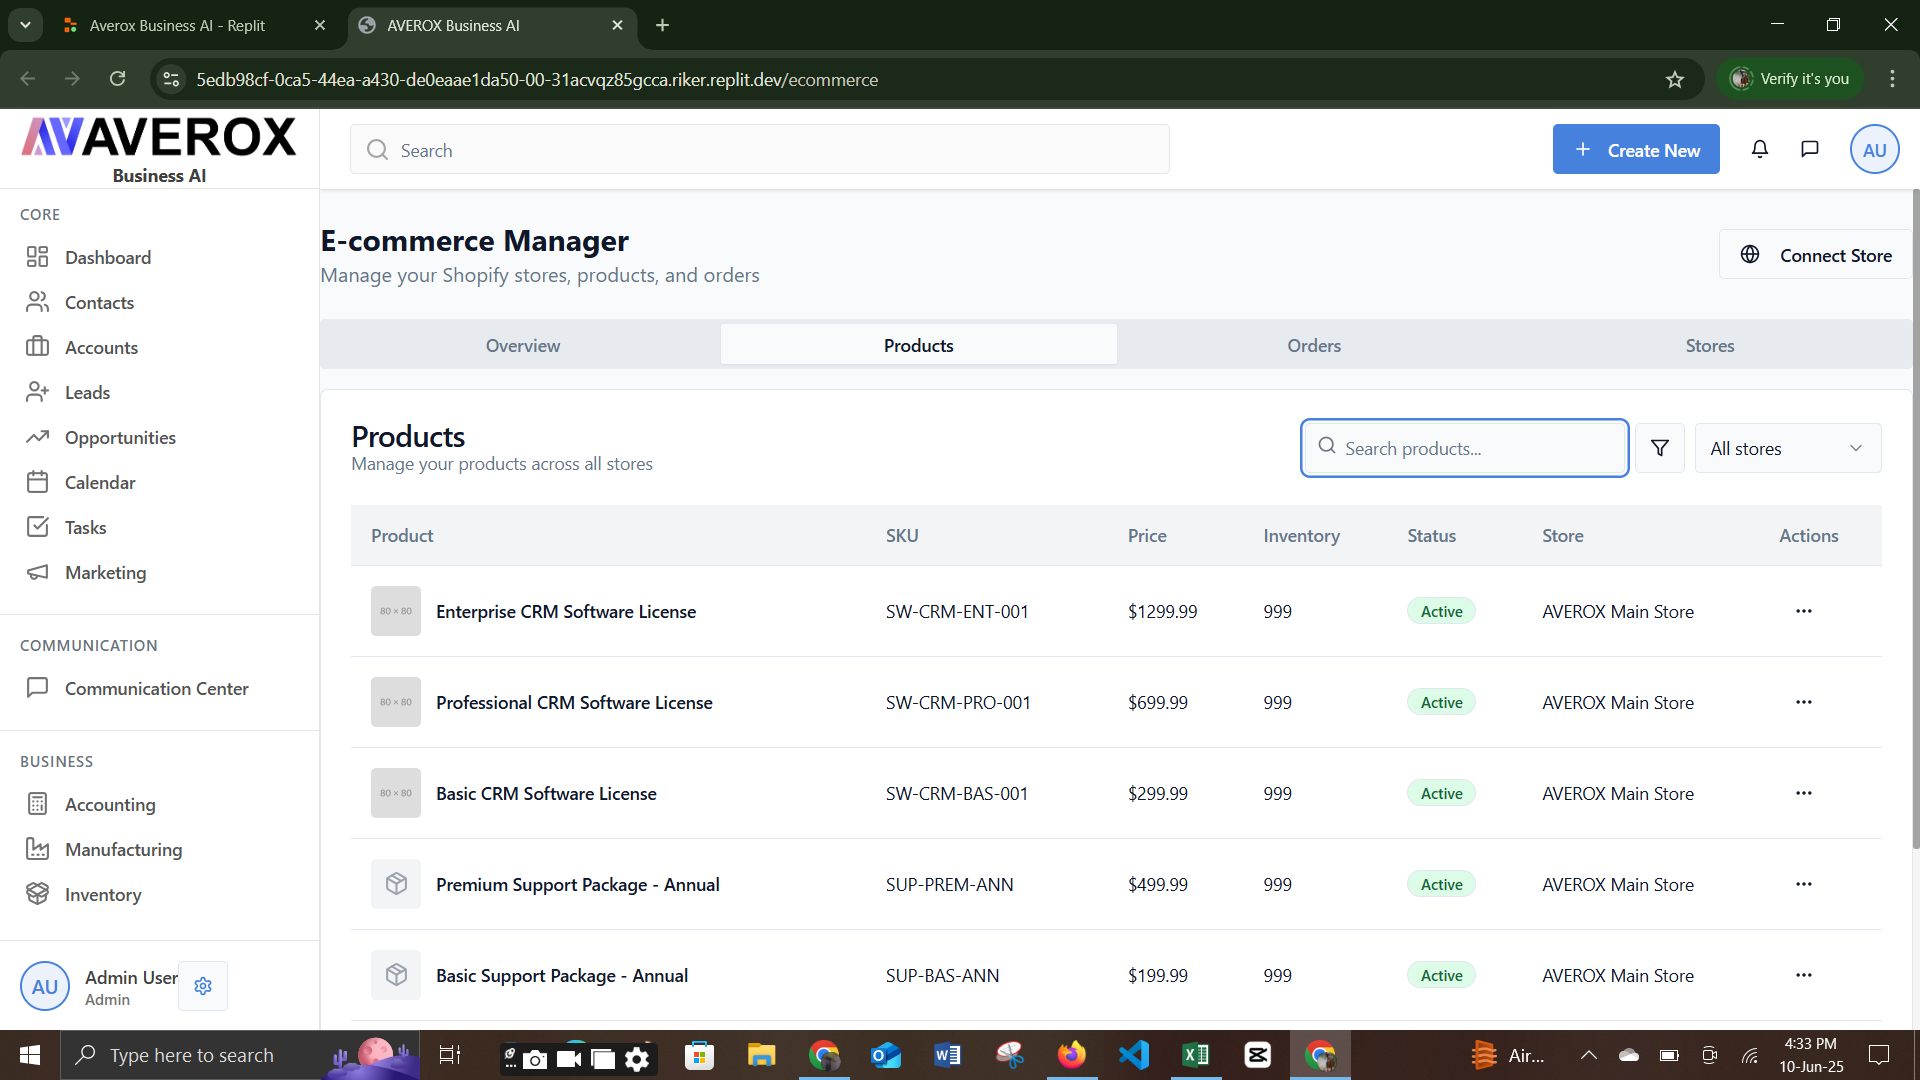 Averox Business AI - Replit
AVEROX Business AI
5edb98cf-0ca5-44ea-a430-de0eaae1da50-00-31acvqz85gcca.riker.replit.dev/ecommerce
Verify it's you
AVEROX
Business AI
Search
Create New
AU
CORE
Dashboard
Contacts
Accounts
Leads
Opportunities
Calendar
Tasks
Marketing
COMMUNICATION
Communication Center
BUSINESS
Accounting
Manufacturing
Inventory
AU
Admin User
Admin
E-commerce Manager
Manage your Shopify stores, products, and orders
Connect Store
Overview Products Orders Stores
Products
Manage your products across all stores
Search products...
All stores
Product SKU Price Inventory Status Store Actions
80 × 80 Enterprise CRM Software License SW-CRM-ENT-001 $1299.99 999 Active AVEROX Main Store
80 × 80 Professional CRM Software License SW-CRM-PRO-001 $699.99 999 Active AVEROX Main Store
80 × 80 Basic CRM Software License SW-CRM-BAS-001 $299.99 999 Active AVEROX Main Store
Premium Support Package - Annual SUP-PREM-ANN $499.99 999 Active AVEROX Main Store
Basic Support Package - Annual SUP-BAS-ANN $199.99 999 Active AVEROX Main Store
Type here to search
Air...
4:33 PM
10-Jun-25